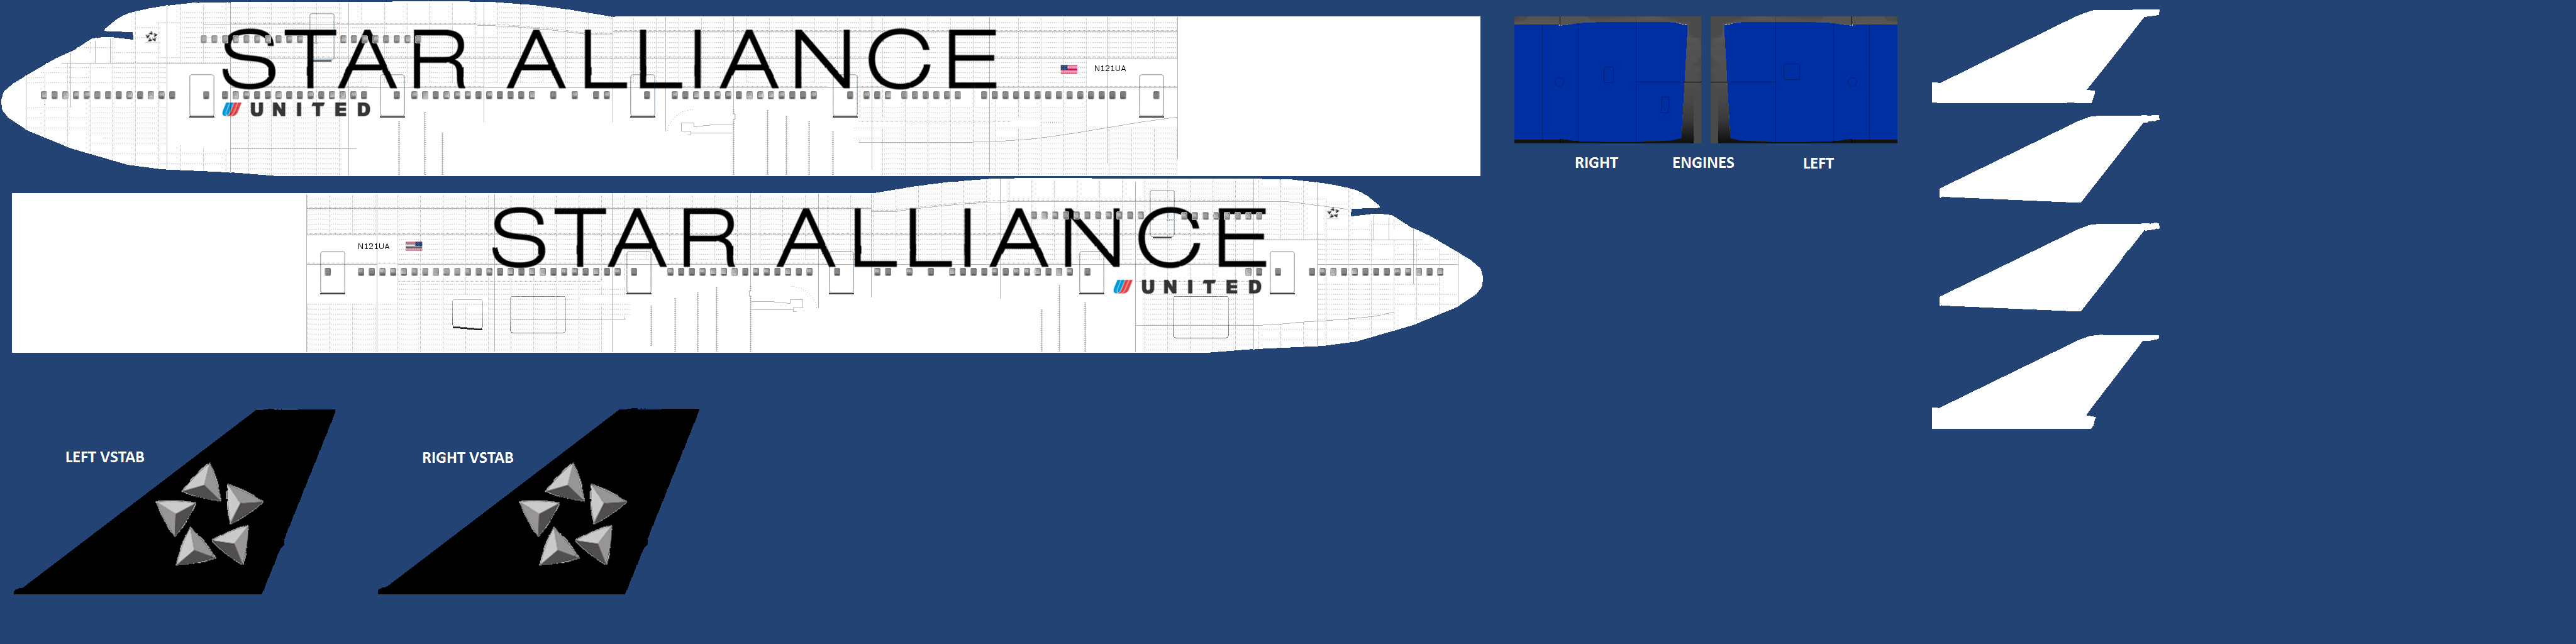 STAR ALLIANCE
N121UA
UNITED
RIGHT ENGINES LEFT
STAR ALLIANCE
N121UA
UNITED
LEFT VSTAB
RIGHT VSTAB